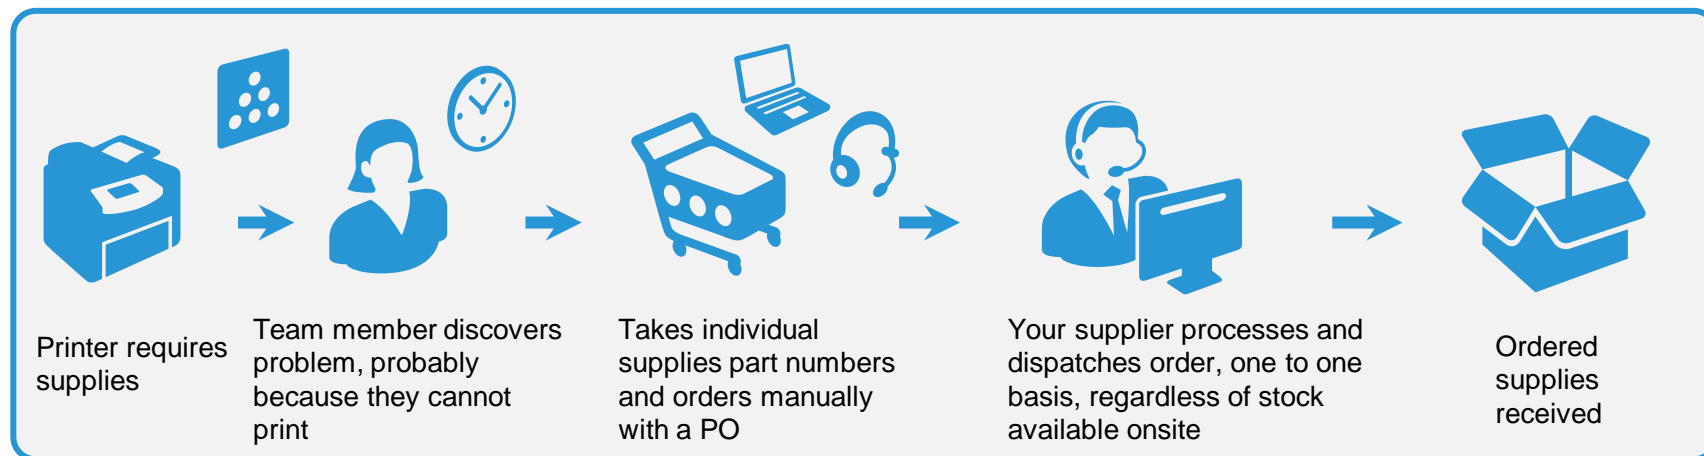 Printer requires
supplies
Team member discovers
problem, probably
because they cannot
print
Takes individual
supplies part numbers
and orders manually
with a PO
Your supplier processes and
dispatches order, one to one
basis, regardless of stock
available onsite
Ordered
supplies
received